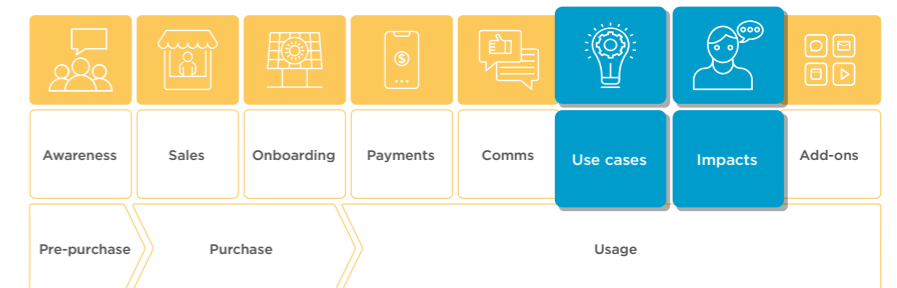 Awareness
Sales
Onboarding
Payments
Comms
Use cases
Impacts
Add-ons
Pre-purchase
Purchase
Usage